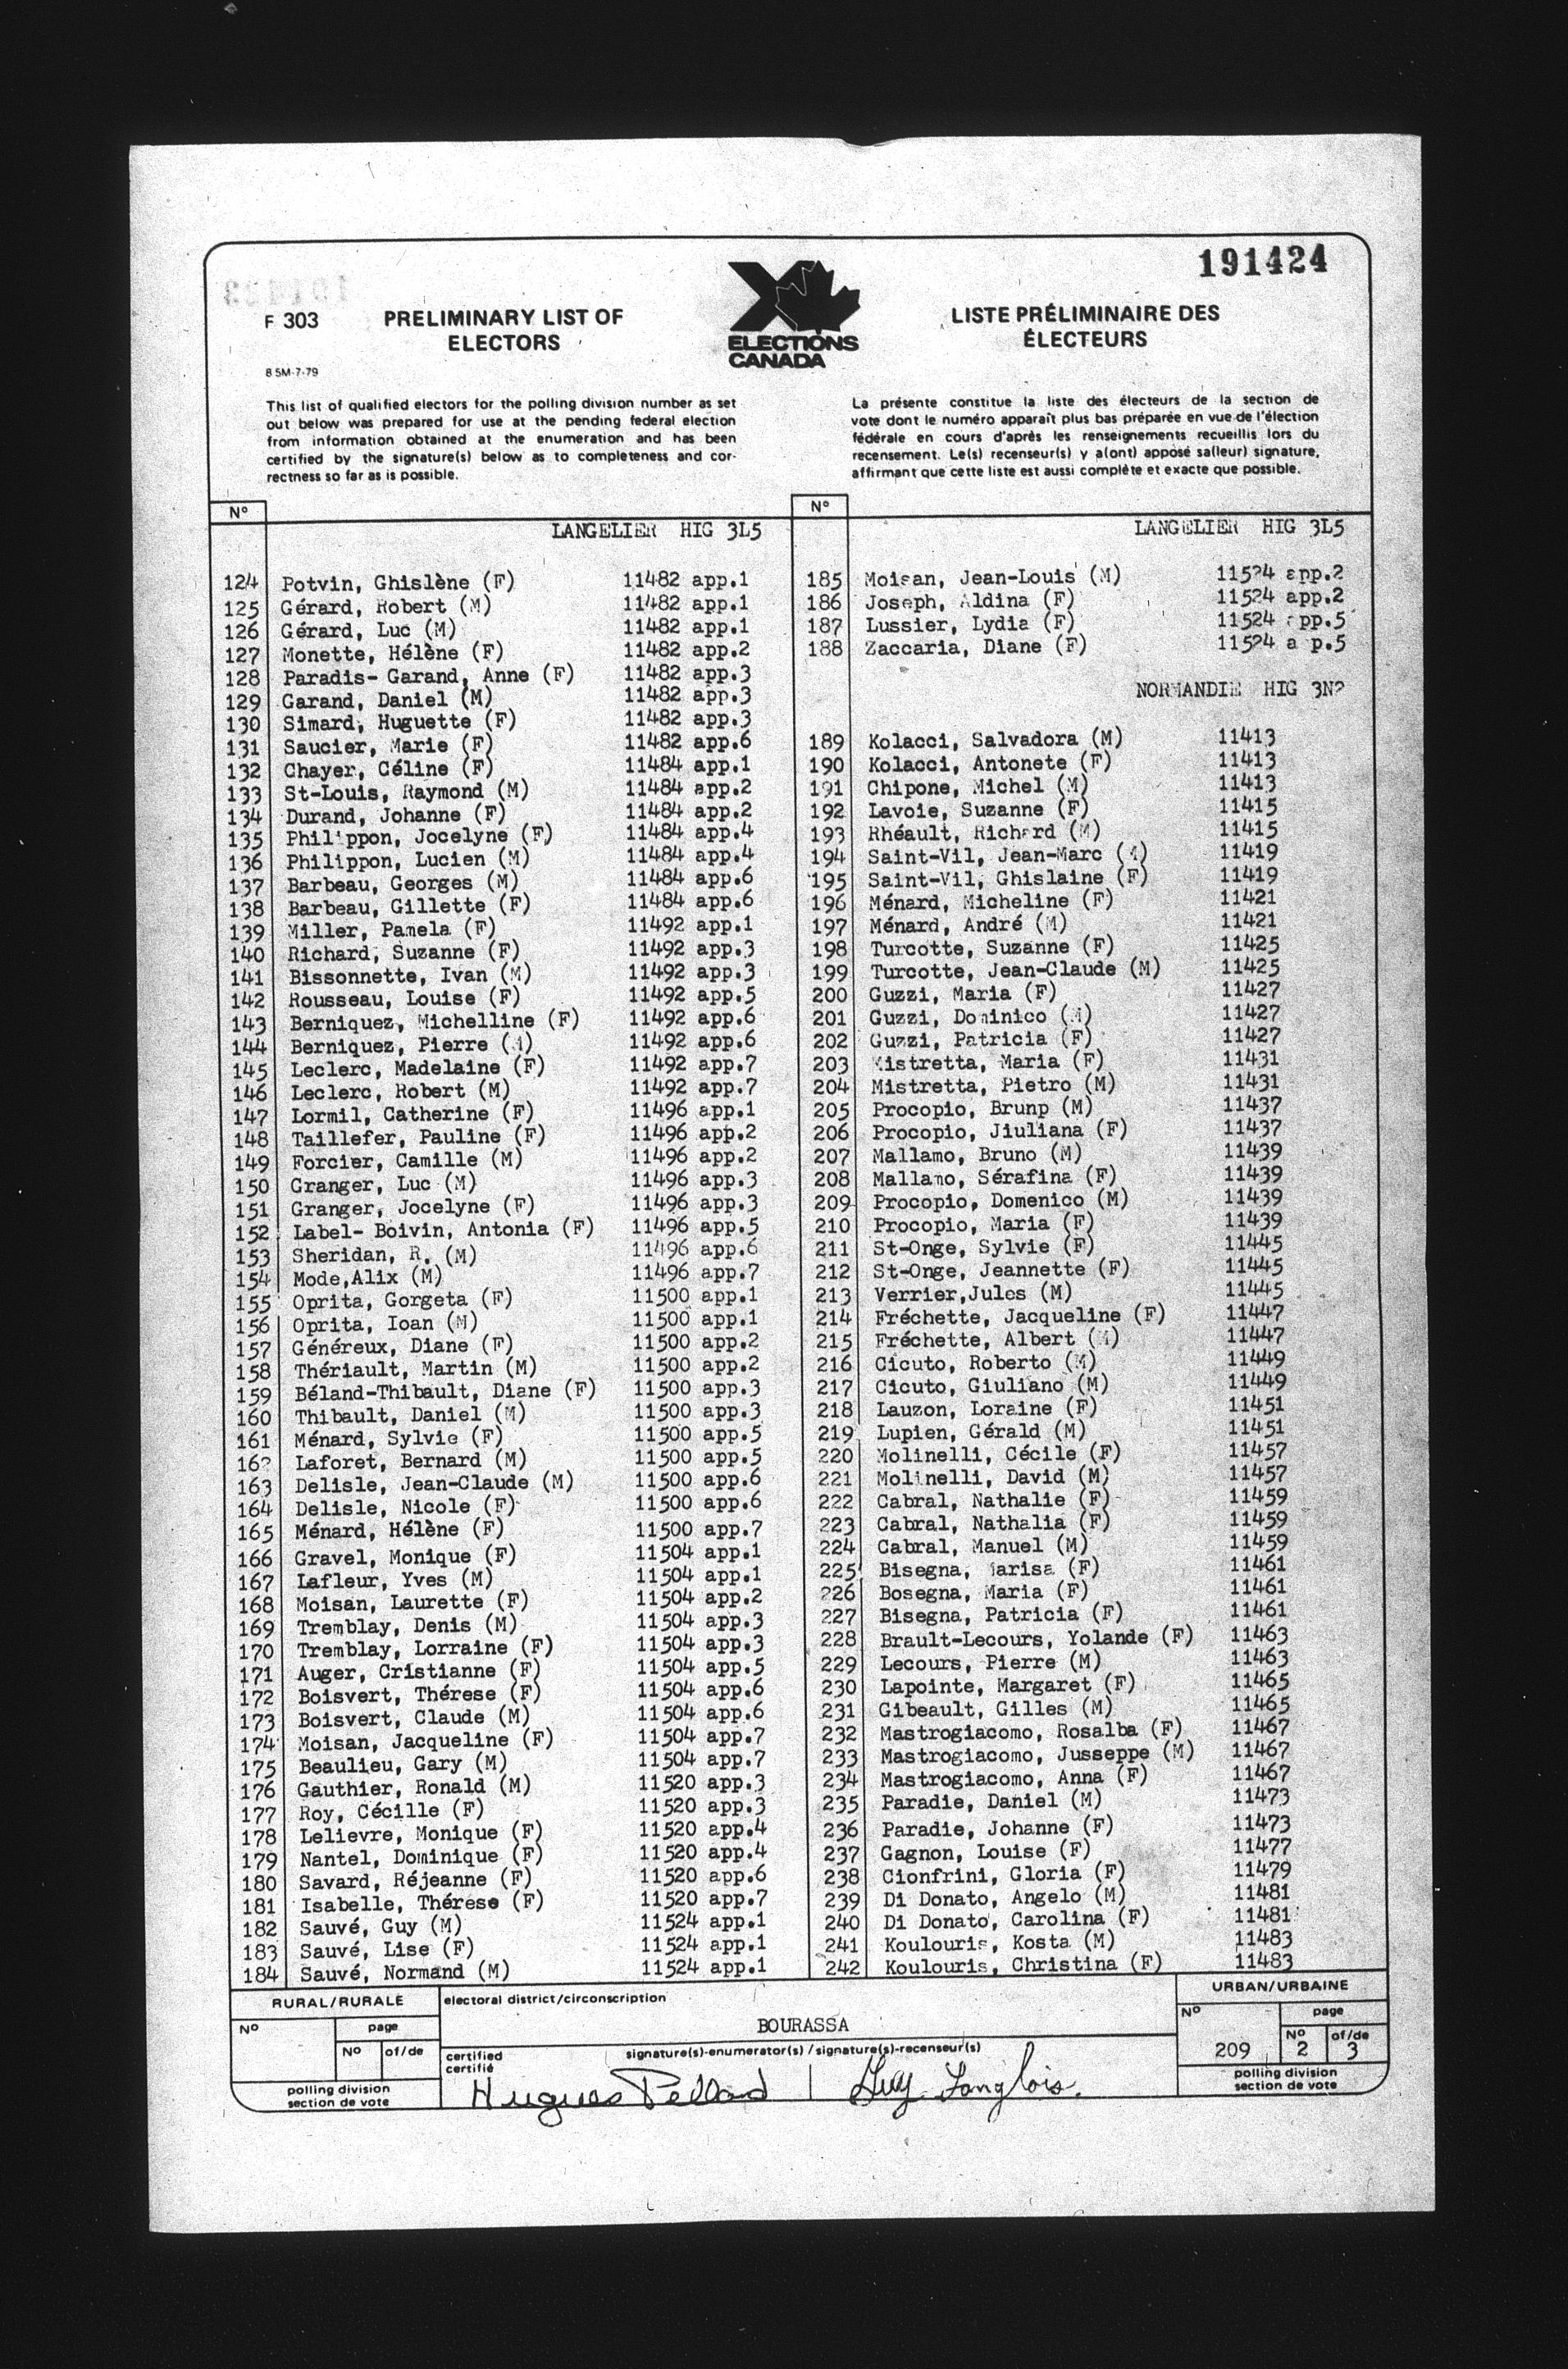 191424
F 303
PRELIMINARY LIST OF
ELECTORS
8 5M-7-79
ELECTIONS
CANADA
LISTE PRÉLIMINAIRE DES
ÉLECTEURS
This list of qualified electors for the polling division number as set
out below was prepared for use at the pending federal election
from information obtained at the enumeration and has been
certified by the signature(s) below as to completeness and cor-
rectness so far as is possible.
La présente constitue la liste des électeurs de la section de
vote dont le numéro apparaît plus bas préparée en vue de l'élection
fédérale en cours d'après les renseignements recueillis lors du
recensement. Le(s) recenseur(s) y a(ont) apposé sa(leur) signature,
affirmant que cette liste est aussi complète et exacte que possible.
Nº
LANGELIER HIG 3L5
124 Potvin, Ghislène (F) 11482 app.1
125 Gérard, Robert (M) 11482 app.1
126 Gérard, Luc (M) 11482 app.1
127 Monette, Hélène (F) 11482 app.2
128 Paradis- Garand, Anne (F) 11482 app.3
129 Garand, Daniel (M) 11482 app.3
130 Simard, Huguette (F) 11482 app.3
131 Saucier, Marie (F) 11482 app.6
132 Chayer, Céline (F) 11484 app.1
133 St-Louis, Raymond (M) 11484 app.2
134 Durand, Johanne (F) 11484 app.2
135 Philippon, Jocelyne (F) 11484 app.4
136 Philippon, Lucien (M) 11484 app.4
137 Barbeau, Georges (M) 11484 app.6
138 Barbeau, Gillette (F) 11484 app.6
139 Miller, Pamela (F) 11492 app.1
140 Richard, Suzanne (F) 11492 app.3
141 Bissonnette, Ivan (M) 11492 app.3
142 Rousseau, Louise (F) 11492 app.5
143 Berniquez, Michelline (F) 11492 app.6
144 Berniquez, Pierre (M) 11492 app.6
145 Leclerc, Madelaine (F) 11492 app.7
146 Leclerc, Robert (M) 11492 app.7
147 Lormil, Catherine (F) 11496 app.1
148 Taillefer, Pauline (F) 11496 app.2
149 Forcier, Camille (M) 11496 app.2
150 Granger, Luc (M) 11496 app.3
151 Granger, Jocelyne (F) 11496 app.3
152 Label- Boivin, Antonia (F) 11496 app.5
153 Sheridan, R. (M) 11496 app.6
154 Mode,Alix (M) 11496 app.7
155 Oprita, Gorgeta (F) 11500 app.1
156 Oprita, Ioan (M) 11500 app.1
157 Généreux, Diane (F) 11500 app.2
158 Thériault, Martin (M) 11500 app.2
159 Béland-Thibault, Diane (F) 11500 app.3
160 Thibault, Daniel (M) 11500 app.3
161 Ménard, Sylvie (F) 11500 app.5
162 Laforet, Bernard (M) 11500 app.5
163 Delisle, Jean-Claude (M) 11500 app.6
164 Delisle, Nicole (F) 11500 app.6
165 Ménard, Hélène (F) 11500 app.7
166 Gravel, Monique (F) 11504 app.1
167 Lafleur, Yves (M) 11504 app.1
168 Moisan, Laurette (F) 11504 app.2
169 Tremblay, Denis (M) 11504 app.3
170 Tremblay, Lorraine (F) 11504 app.3
171 Auger, Cristianne (F) 11504 app.5
172 Boisvert, Thérese (F) 11504 app.6
173 Boisvert, Claude (M) 11504 app.6
174 Moisan, Jacqueline (F) 11504 app.7
175 Beaulieu, Gary (M) 11504 app.7
176 Gauthier, Ronald (M) 11520 app.3
177 Roy, Cécille (F) 11520 app.3
178 Lelievre, Monique (F) 11520 app.4
179 Nantel, Dominique (F) 11520 app.4
180 Savard, Réjeanne (F) 11520 app.6
181 Isabelle, Thérese (F) 11520 app.7
182 Sauvé, Guy (M) 11524 app.1
183 Sauvé, Lise (F) 11524 app.1
184 Sauvé, Normand (M) 11524 app.1
Nº
LANGELIER HIG 3L5
185 Moisan, Jean-Louis (M) 11524 app.2
186 Joseph, Aldina (F) 11524 app.2
187 Lussier, Lydia (F) 11524 app.5
188 Zaccaria, Diane (F) 11524 a p.5
NORMANDIE HIG 3N2
189 Kolacci, Salvadora (M) 11413
190 Kolacci, Antonete (F) 11413
191 Chipone, Michel (M) 11413
192 Lavoie, Suzanne (F) 11415
193 Rhéault, Richard (M) 11415
194 Saint-Vil, Jean-Marc (M) 11419
195 Saint-Vil, Ghislaine (F) 11419
196 Ménard, Micheline (F) 11421
197 Ménard, André (M) 11421
198 Turcotte, Suzanne (F) 11425
199 Turcotte, Jean-Claude (M) 11425
200 Guzzi, Maria (F) 11427
201 Guzzi, Dominico (M) 11427
202 Guzzi, Patricia (F) 11427
203 Mistretta, Maria (F) 11431
204 Mistretta, Pietro (M) 11431
205 Procopio, Brunp (M) 11437
206 Procopio, Jiuliana (F) 11437
207 Mallamo, Bruno (M) 11439
208 Mallamo, Sérafina (F) 11439
209 Procopio, Domenico (M) 11439
210 Procopio, Maria (F) 11439
211 St-Onge, Sylvie (F) 11445
212 St-Onge, Jeannette (F) 11445
213 Verrier,Jules (M) 11445
214 Fréchette, Jacqueline (F) 11447
215 Fréchette, Albert (M) 11447
216 Cicuto, Roberto (M) 11449
217 Cicuto, Giuliano (M) 11449
218 Lauzon, Loraine (F) 11451
219 Lupien, Gérald (M) 11451
220 Molinelli, Cécile (F) 11457
221 Molinelli, David (M) 11457
222 Cabral, Nathalie (F) 11459
223 Cabral, Nathalia (F) 11459
224 Cabral, Manuel (M) 11459
225 Bisegna, Marisa (F) 11461
226 Bosegna, Maria (F) 11461
227 Bisegna, Patricia (F) 11461
228 Brault-Lecours, Yolande (F) 11463
229 Lecours, Pierre (M) 11463
230 Lapointe, Margaret (F) 11465
231 Gibeault, Gilles (M) 11465
232 Mastrogiacomo, Rosalba (F) 11467
233 Mastrogiacomo, Jusseppe (M) 11467
234 Mastrogiacomo, Anna (F) 11467
235 Paradie, Daniel (M) 11473
236 Paradie, Johanne (F) 11473
237 Gagnon, Louise (F) 11477
238 Cionfrini, Gloria (F) 11479
239 Di Donato, Angelo (M) 11481
240 Di Donato, Carolina (F) 11481
241 Koulouris, Kosta (M) 11483
242 Koulouris, Christina (F) 11483
RURAL/RURALE
Nº
page
Nº of/de
polling division
section de vote
electoral district/circonscription
BOURASSA
certified
certifié
signature(s)-enumerator(s) / signature(s)-recenseur(s)
Hugues Pelland | Guy Langlois.
URBAN/URBAINE
Nº
page
Nº of/de
209 2 3
polling division
section de vote